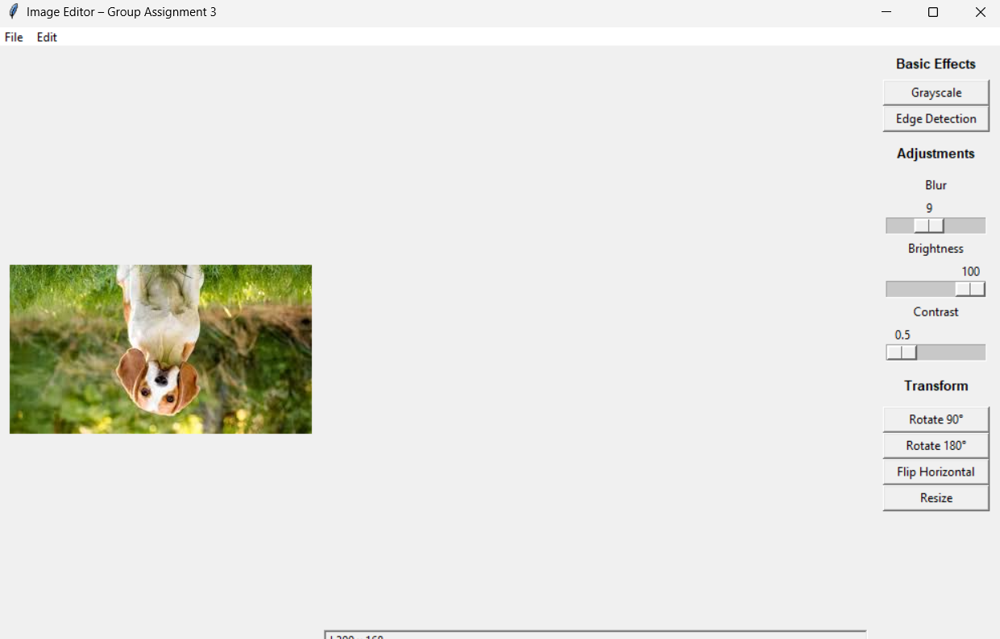 Image Editor – Group Assignment 3
File Edit
Basic Effects
Grayscale
Edge Detection
Adjustments
Blur
9
Brightness
100
Contrast
0.5
Transform
Rotate 90°
Rotate 180°
Flip Horizontal
Resize